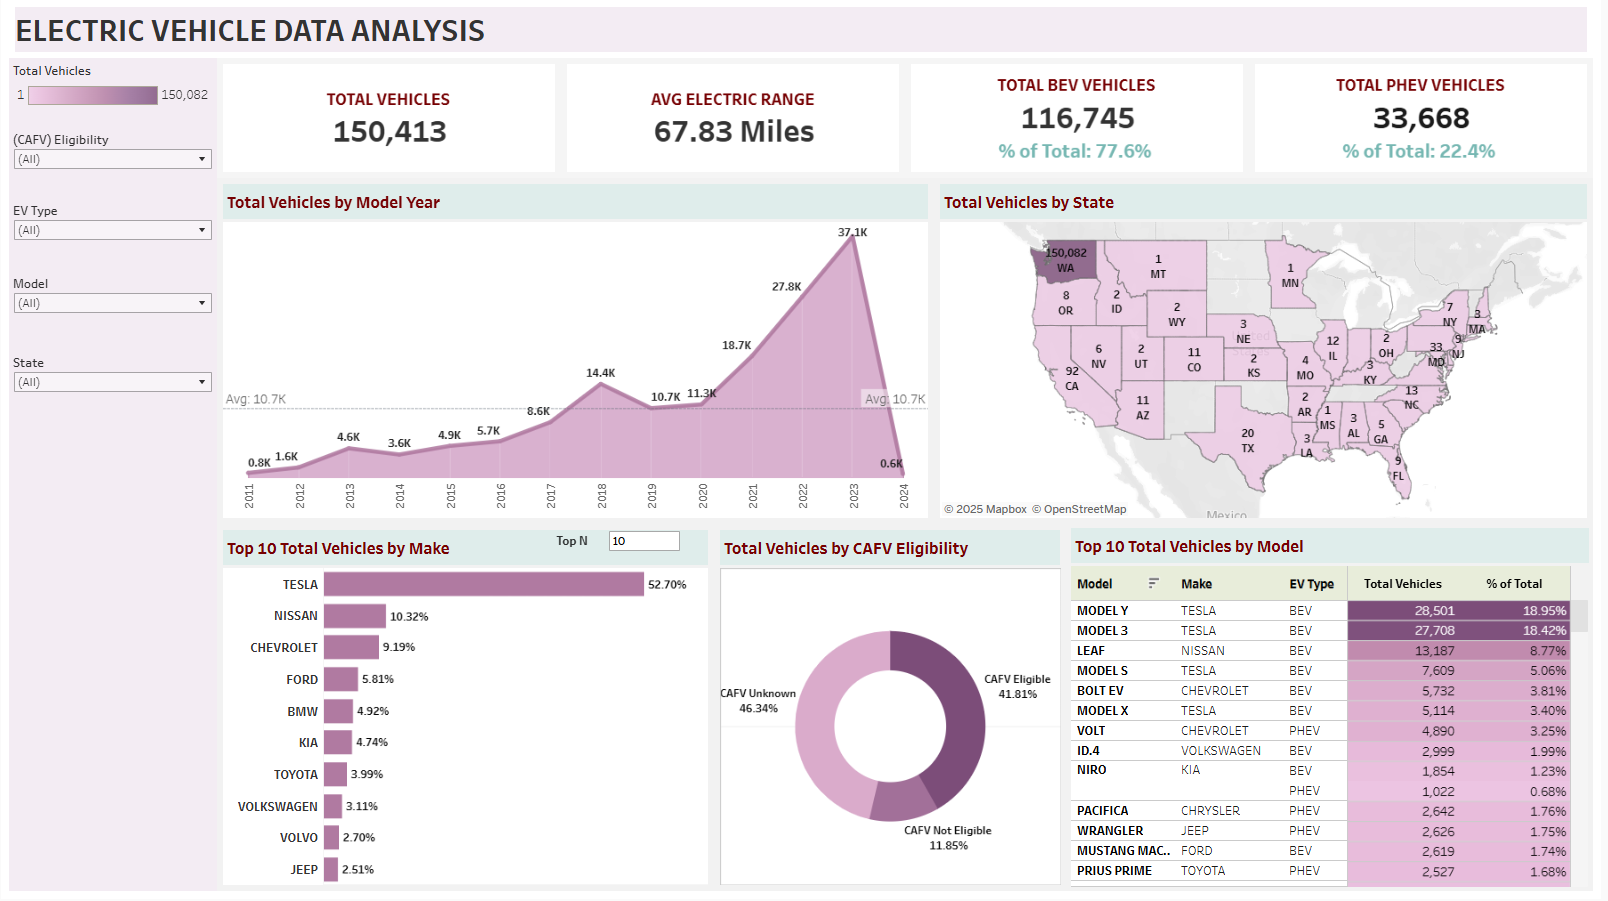 ELECTRIC VEHICLE DATA ANALYSIS
Total Vehicles
1 150,082
(CAFV) Eligibility
(All)
EV Type
(All)
Model
(All)
State
(All)
TOTAL VEHICLES
150,413
AVG ELECTRIC RANGE
67.83 Miles
TOTAL BEV VEHICLES
116,745
% of Total: 77.6%
TOTAL PHEV VEHICLES
33,668
% of Total: 22.4%
Total Vehicles by Model Year
37.1K
27.8K
18.7K
14.4K
10.7K 11.3K
8.6K
Avg: 10.7K Avg: 10.7K
4.6K 3.6K 4.9K 5.7K
0.8K 1.6K 0.6K
2011 2012 2013 2014 2015 2016 2017 2018 2019 2020 2021 2022 2023 2024
Total Vehicles by State
150,082
WA
1
MT
1
MN
8
OR
2
ID
2
WY
7
NY
3
MA
3
NE
6
NV
2
UT
11
CO
2
KS
12
IL
2
OH
9
NJ
33
MD
92
CA
4
MO
3
KY
11
AZ
2
AR
13
NC
20
TX
1
MS
3
AL
5
GA
3
LA
9
FL
Mexico
© 2025 Mapbox © OpenStreetMap
Top 10 Total Vehicles by Make
Top N 10
TESLA 52.70%
NISSAN 10.32%
CHEVROLET 9.19%
FORD 5.81%
BMW 4.92%
KIA 4.74%
TOYOTA 3.99%
VOLKSWAGEN 3.11%
VOLVO 2.70%
JEEP 2.51%
Total Vehicles by CAFV Eligibility
CAFV Eligible
41.81%
CAFV Unknown
46.34%
CAFV Not Eligible
11.85%
Top 10 Total Vehicles by Model
Model Make EV Type Total Vehicles % of Total
MODEL Y TESLA BEV 28,501 18.95%
MODEL 3 TESLA BEV 27,708 18.42%
LEAF NISSAN BEV 13,187 8.77%
MODEL S TESLA BEV 7,609 5.06%
BOLT EV CHEVROLET BEV 5,732 3.81%
MODEL X TESLA BEV 5,114 3.40%
VOLT CHEVROLET PHEV 4,890 3.25%
ID.4 VOLKSWAGEN BEV 2,999 1.99%
NIRO KIA BEV 1,854 1.23%
PHEV 1,022 0.68%
PACIFICA CHRYSLER PHEV 2,642 1.76%
WRANGLER JEEP PHEV 2,626 1.75%
MUSTANG MAC.. FORD BEV 2,619 1.74%
PRIUS PRIME TOYOTA PHEV 2,527 1.68%